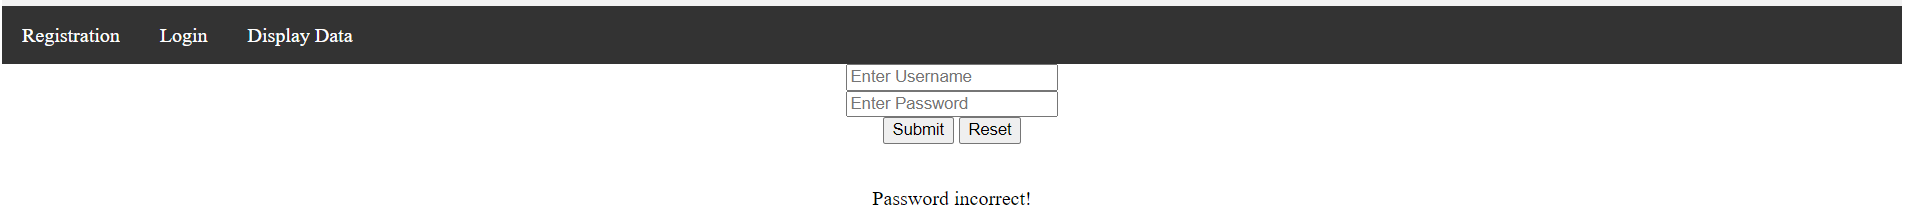 Registration Login Display Data
Enter Username
Enter Password
Submit Reset
Password incorrect!